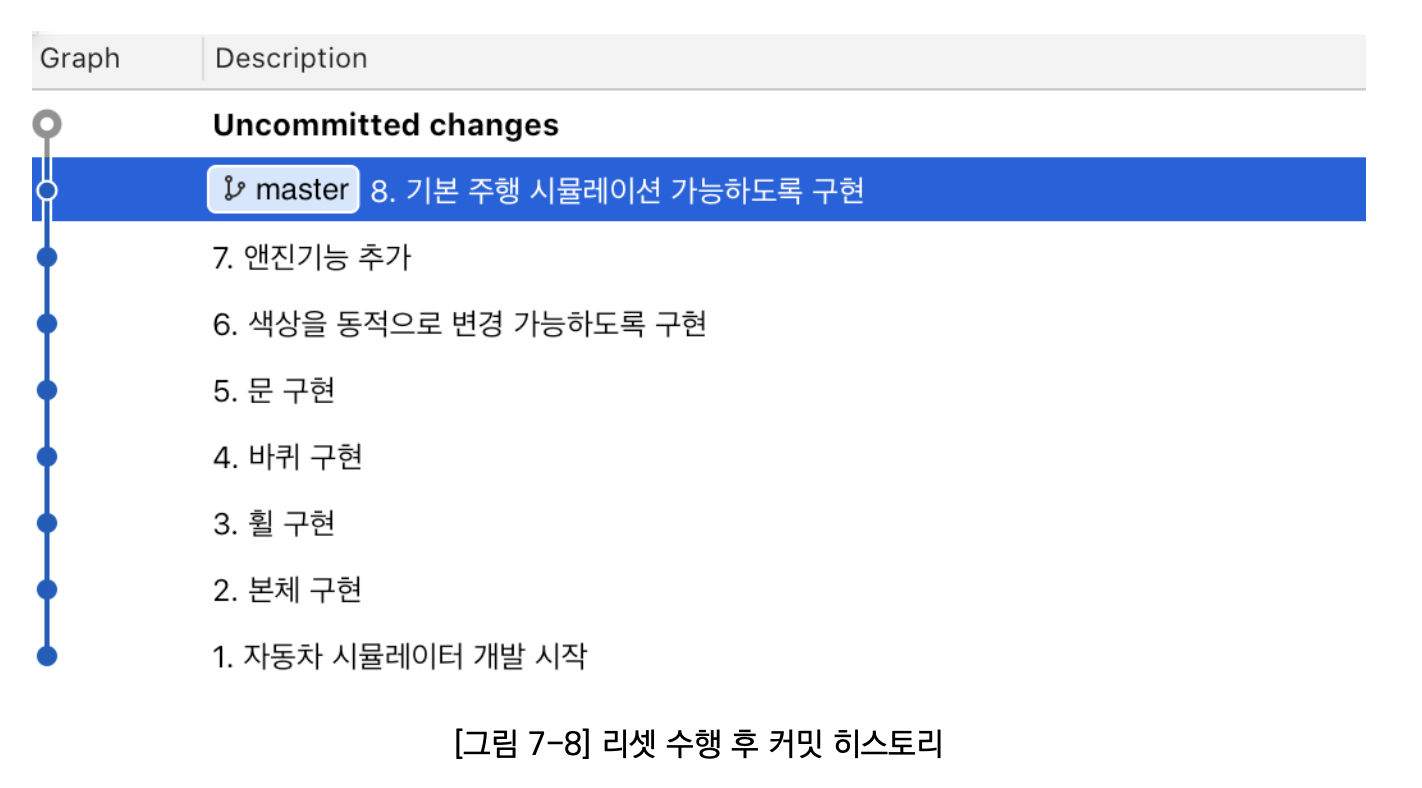 Graph Description
Uncommitted changes
master 8. 기본 주행 시뮬레이션 가능하도록 구현
7. 앤진기능 추가
6. 색상을 동적으로 변경 가능하도록 구현
5. 문 구현
4. 바퀴 구현
3. 휠 구현
2. 본체 구현
1. 자동차 시뮬레이터 개발 시작
[그림 7-8] 리셋 수행 후 커밋 히스토리